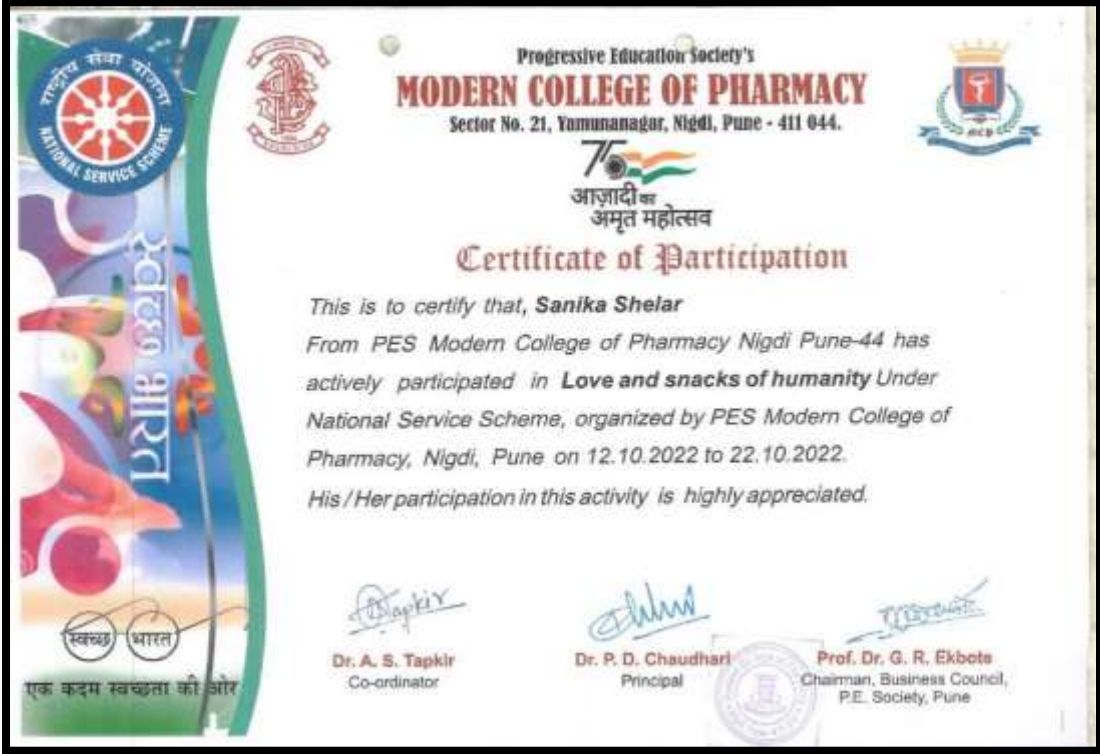 राष्ट्रीय सेवा योजना
NATIONAL SERVICE SCHEME
Progressive Education Society's
MODERN COLLEGE OF PHARMACY
Sector No. 21, Yamunanagar, Nigdi, Pune - 411 044.
MCP
75
आज़ादी का
अमृत महोत्सव
Certificate of Participation
This is to certify that, Sanika Shelar
From PES Modern College of Pharmacy Nigdi Pune-44 has
actively participated in Love and snacks of humanity Under
National Service Scheme, organized by PES Modern College of
Pharmacy, Nigdi, Pune on 12.10.2022 to 22.10.2022.
His / Her participation in this activity is highly appreciated.
स्वच्छ भारत
स्वच्छ भारत
एक कदम स्वच्छता की ओर
Tapkir
Dr. A. S. Tapkir
Co-ordinator
Dr. P. D. Chaudhari
Principal
Prof. Dr. G. R. Ekbote
Chairman, Business Council,
P.E. Society, Pune